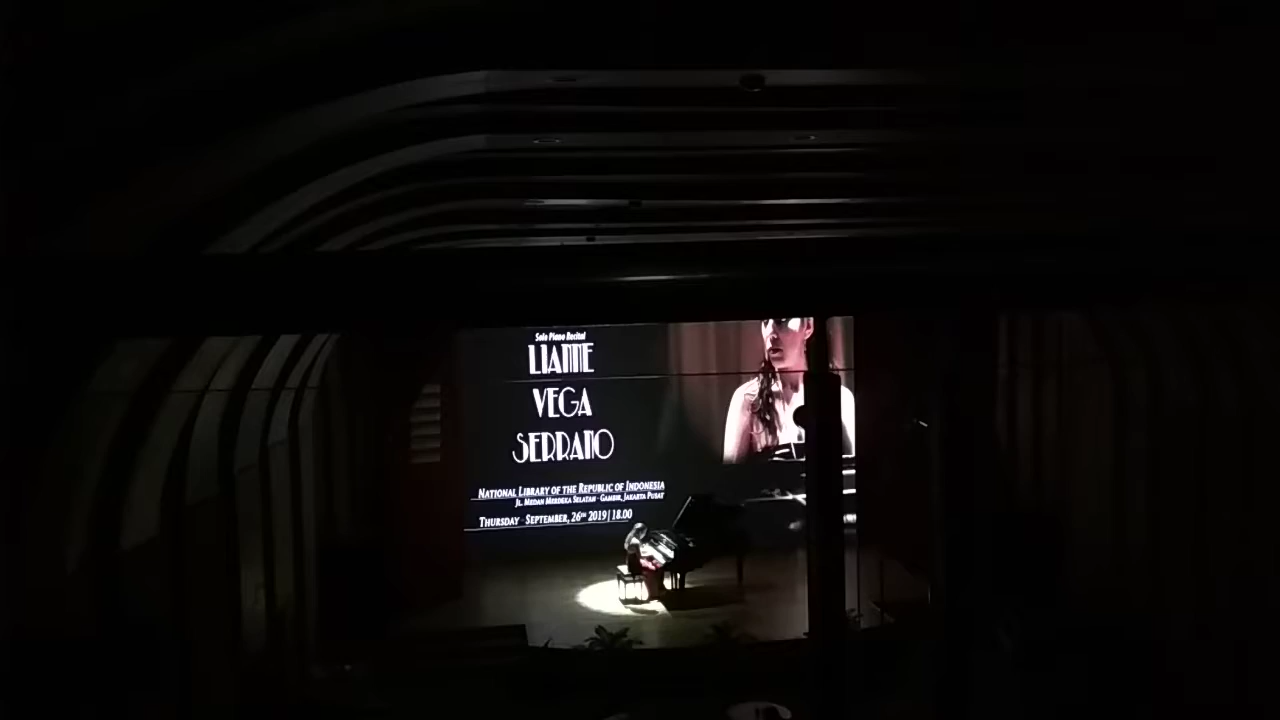 Solo Piano Recital
LIANNE
VEGA
SERRANO
NATIONAL LIBRARY OF THE REPUBLIC OF INDONESIA
JL. MEDAN MERDEKA SELATAN - GAMBIR, JAKARTA PUSAT
THURSDAY - SEPTEMBER, 26TH 2019 | 18.00